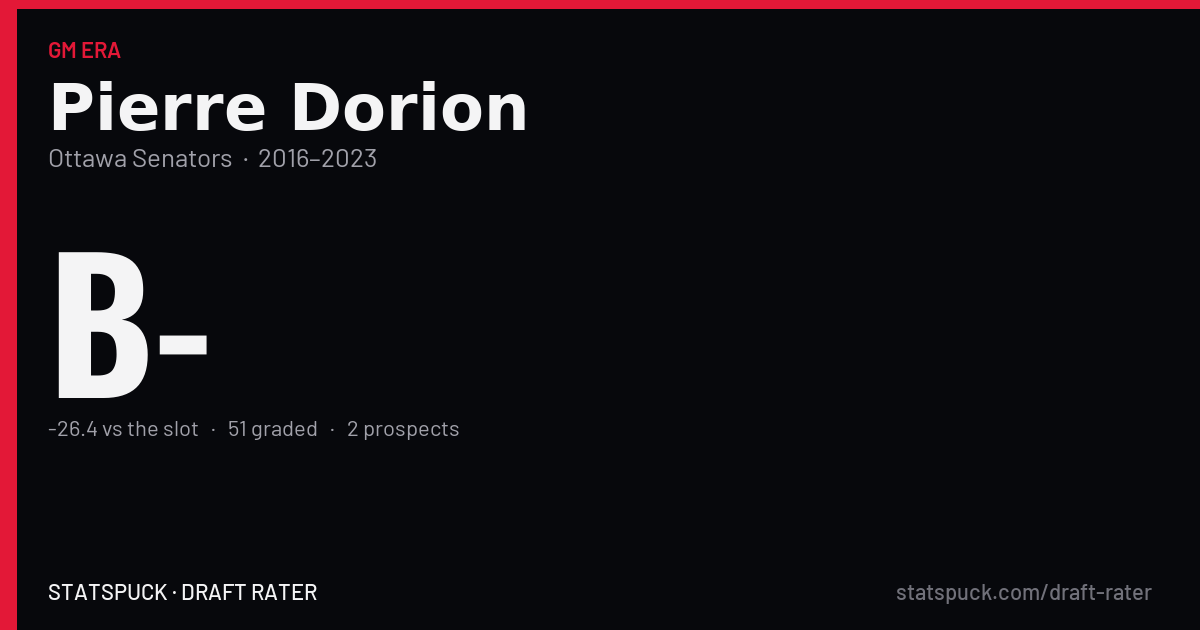 GM ERA
Pierre Dorion
Ottawa Senators · 2016–2023
B-
-26.4 vs the slot · 51 graded · 2 prospects
STATSPUCK · DRAFT RATER
statspuck.com/draft-rater